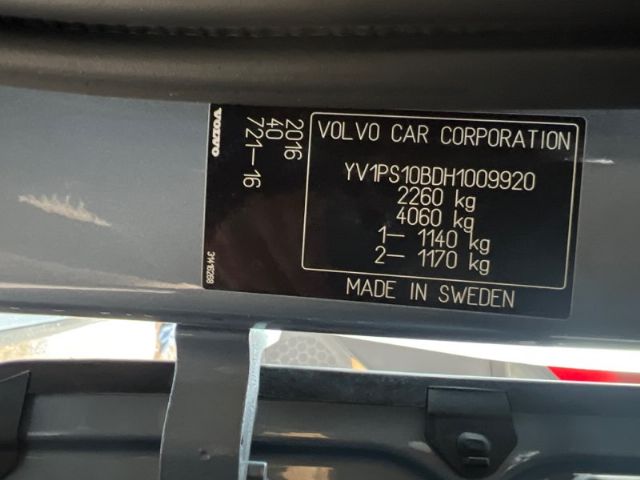 VOLVO
2016
40
721-16
31418288
VOLVO CAR CORPORATION
YV1PS10BDH1009920
2260 kg
4060 kg
1- 1140 kg
2- 1170 kg
MADE IN SWEDEN